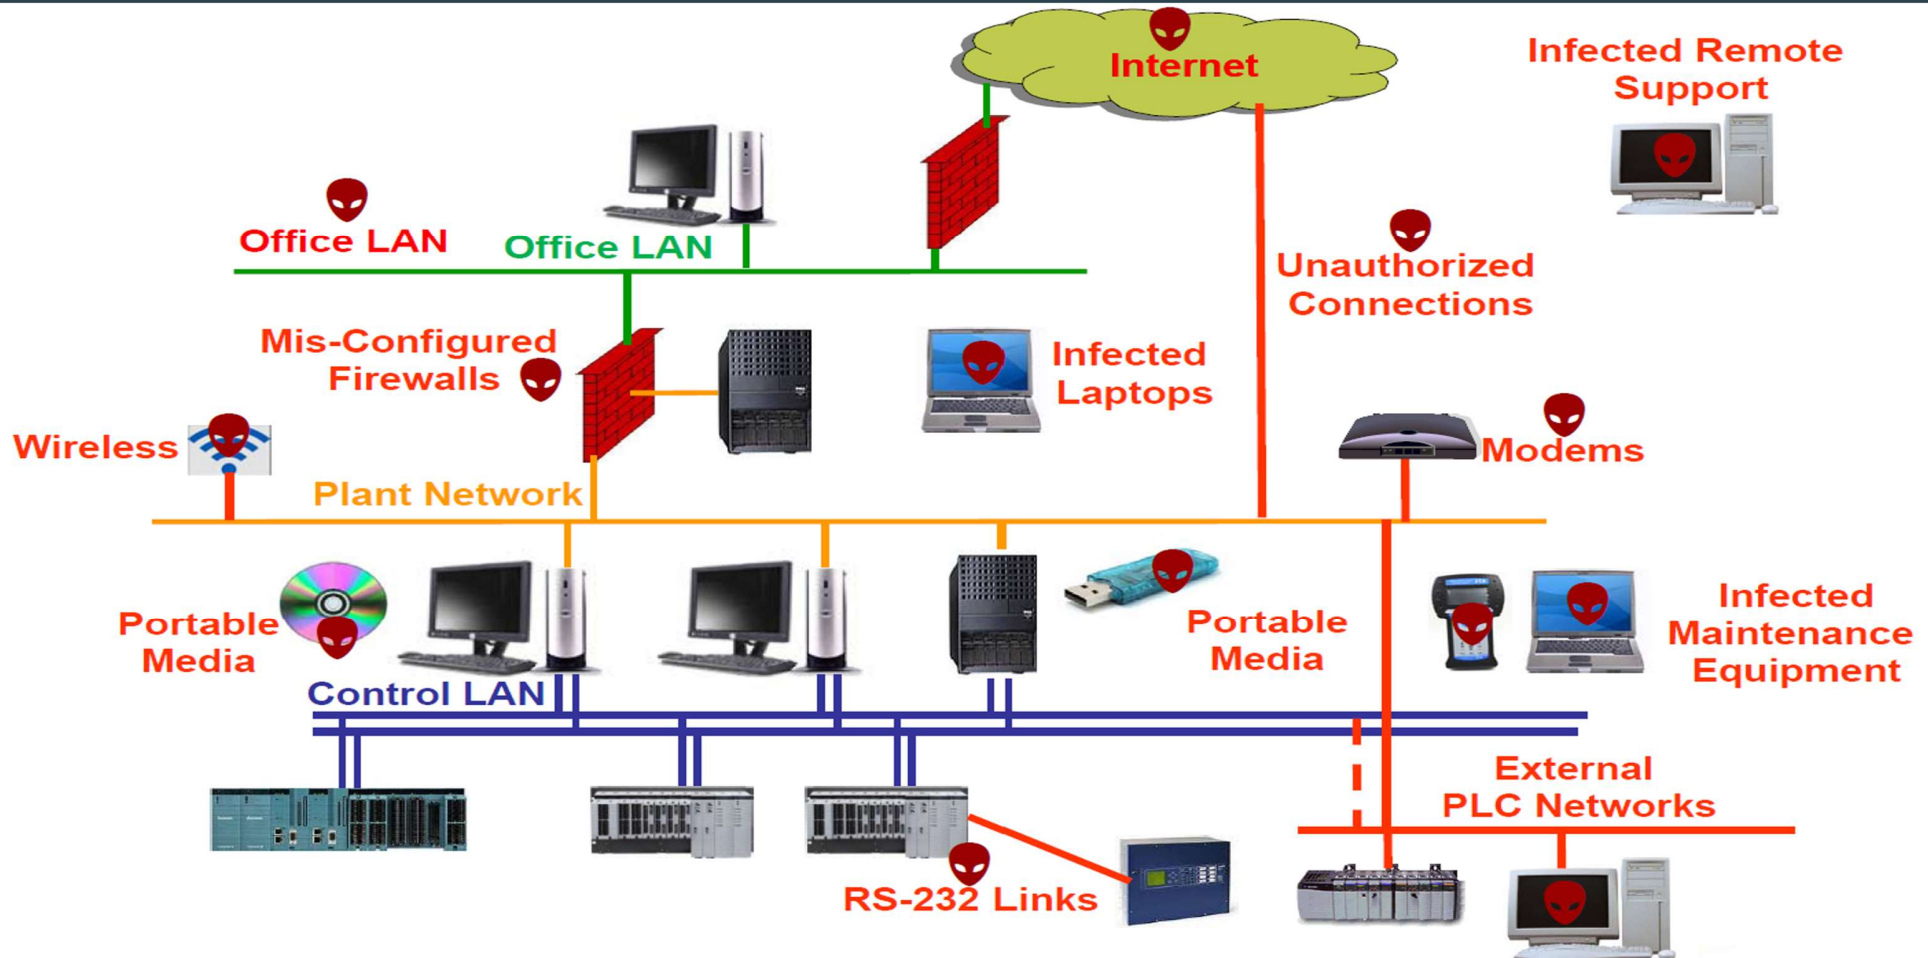 Internet
Infected Remote
Support
Office LAN
Office LAN
Unauthorized
Connections
Mis-Configured
Firewalls
Infected
Laptops
Wireless
Modems
Plant Network
Portable
Media
Portable
Media
Infected
Maintenance
Equipment
Control LAN
External
PLC Networks
RS-232 Links